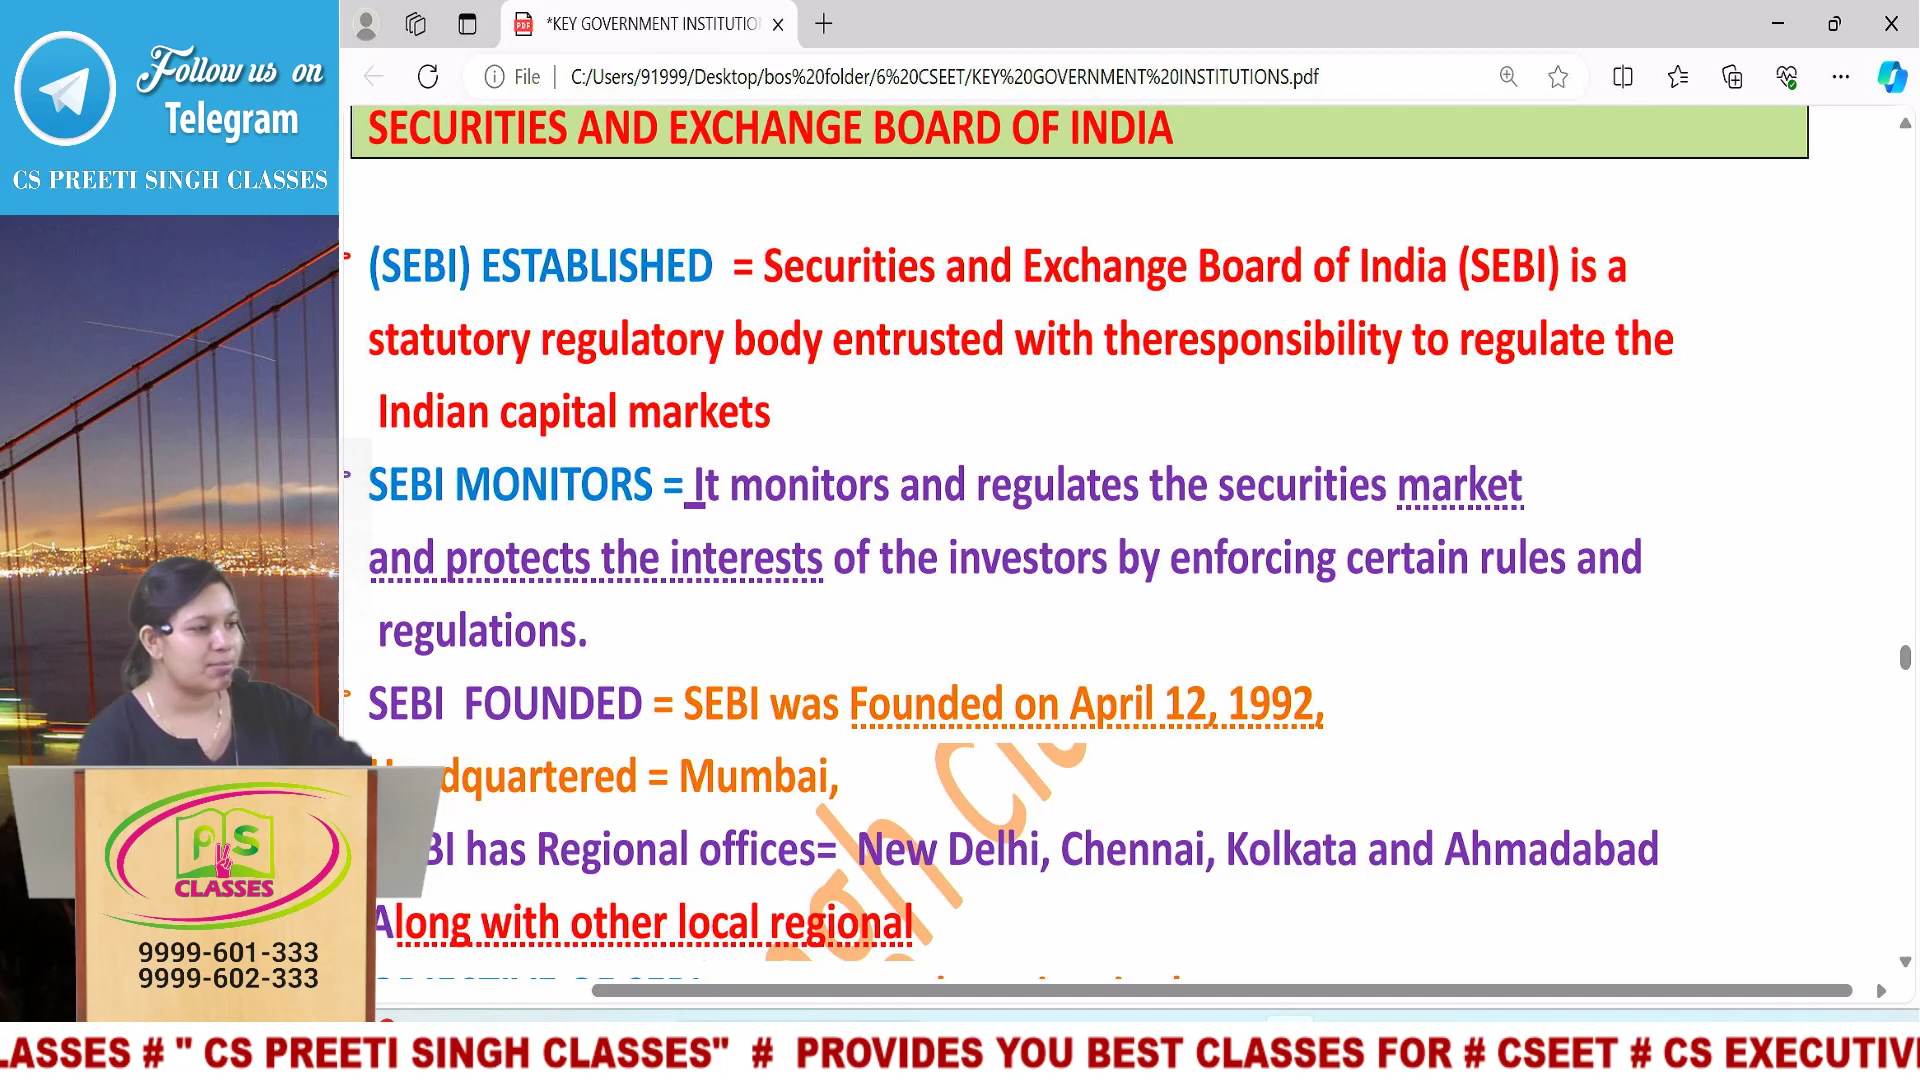 Follow us on
Telegram
CS PREETI SINGH CLASSES
*KEY GOVERNMENT INSTITUTIO
File
C:/Users/91999/Desktop/bos%20folder/6%20CSEET/KEY%20GOVERNMENT%20INSTITUTIONS.pdf
SECURITIES AND EXCHANGE BOARD OF INDIA
(SEBI) ESTABLISHED = Securities and Exchange Board of India (SEBI) is a
statutory regulatory body entrusted with theresponsibility to regulate the
Indian capital markets
SEBI MONITORS = It monitors and regulates the securities market
and protects the interests of the investors by enforcing certain rules and
regulations.
SEBI FOUNDED = SEBI was Founded on April 12, 1992,
dquartered = Mumbai,
BI has Regional offices= New Delhi, Chennai, Kolkata and Ahmadabad
Along with other local regional
PS
CLASSES
9999-601-333
9999-602-333
LASSES # " CS PREETI SINGH CLASSES" # PROVIDES YOU BEST CLASSES FOR # CSEET # CS EXECUTIV